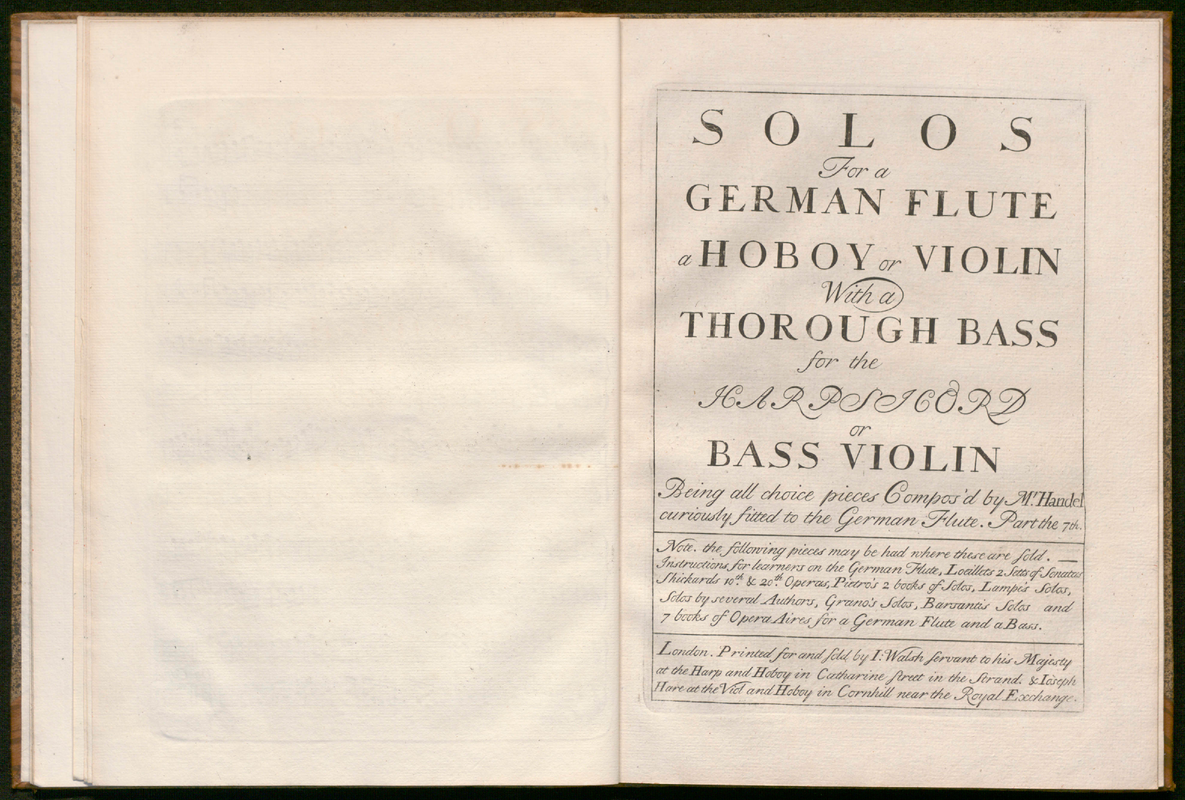 SOLOS
For a
GERMAN FLUTE
a HOBOY or VIOLIN
With a
THOROUGH BASS
for the
HARPSICORD
or
BASS VIOLIN
Being all choice pieces Compos'd by Mr. Handel
curiously fitted to the German Flute. Part the 7th.
Note. the following pieces may be had where these are sold.
Instructions for learners on the German Flute, Loeillets 2 Setts of Sonatas
Shickards 10th & 20th Operas, Pietro's 2 books of Solos, Lampi's Solos,
Solos by several Authors, Grano's Solos, Barsantis Solos and
7 books of Opera Aires for a German Flute and a Bass.
London. Printed for and sold by I: Walsh servant to his Majesty
at the Harp and Hoboy in Catharine street in the Strand. & Ioseph
Hare at the Viol and Hoboy in Cornhill near the Royal Exchange.